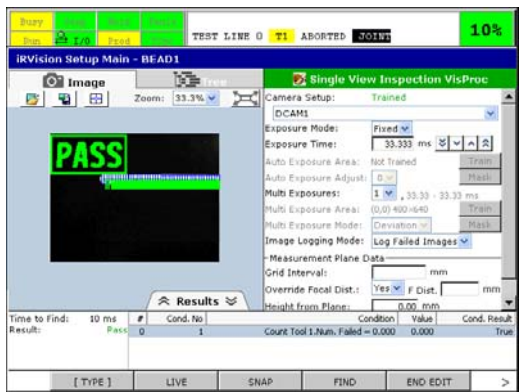 Busy
Run
I/O
Prod
TEST LINE 0 T1 ABORTED JOINT
10%
iRVision Setup Main - BEAD1
Image
Tree
Single View Inspection VisProc
Zoom: 33.3%
PASS
Results
Camera Setup: Trained
DCAM1
Exposure Mode: Fixed
Exposure Time: 33.333 ms
Auto Exposure Area: Not Trained Train
Auto Exposure Adjust: 0 Mask
Multi Exposures: 1 , 33.33 - 33.33 ms
Multi Exposure Area: (0,0) 400×640 Train
Multi Exposure Mode: Deviation Mask
Image Logging Mode: Log Failed Images
Measurement Plane Data
Grid Interval: mm
Override Focal Dist.: Yes F Dist. mm
Height from Plane: 0.00 mm
Time to Find: 10 ms
Result: Pass
# Cond. No Condition Value Cond. Result
0 1 Count Tool 1.Num. Failed = 0.000 0.000 True
[ TYPE ] LIVE SNAP FIND END EDIT >